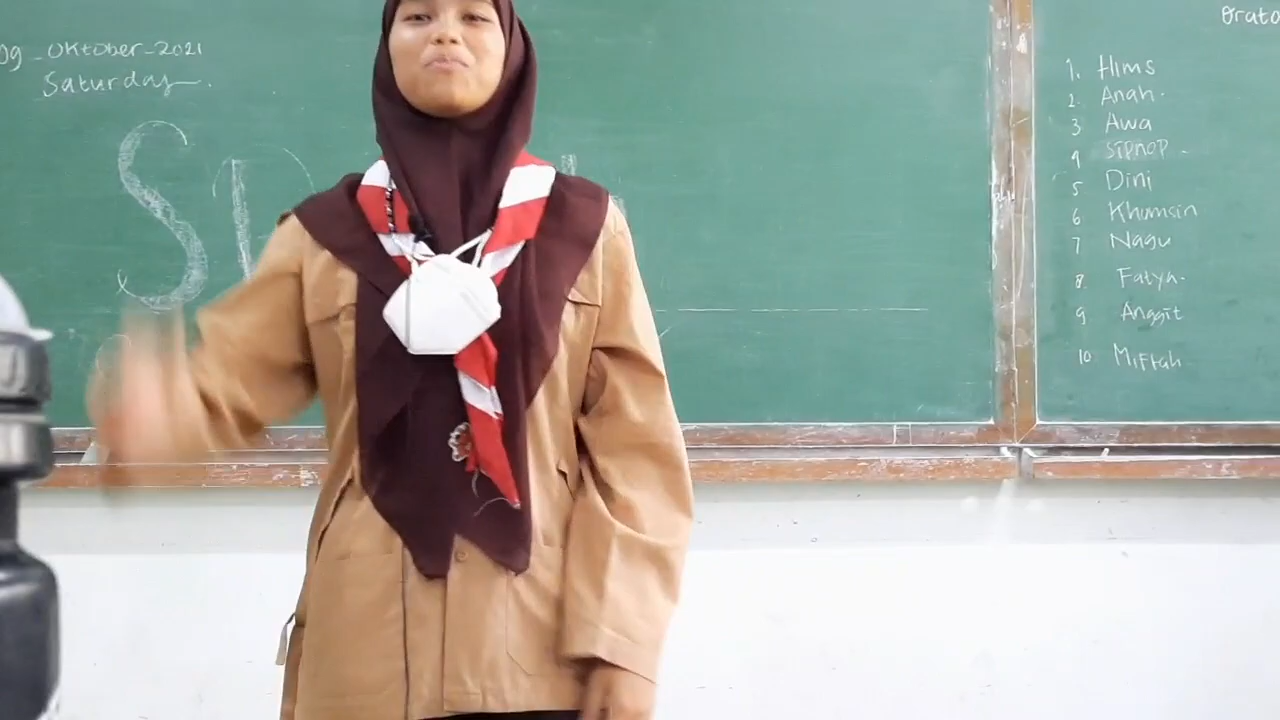 09_Oktober_2021
Saturday.
Orato
1. Hims
2. Anah.
3 Awa
4 SIPNOP.
5 Dini
6 Khumsin
7 Nagu
8. Fatya.
9 Anggit
10 Miftah